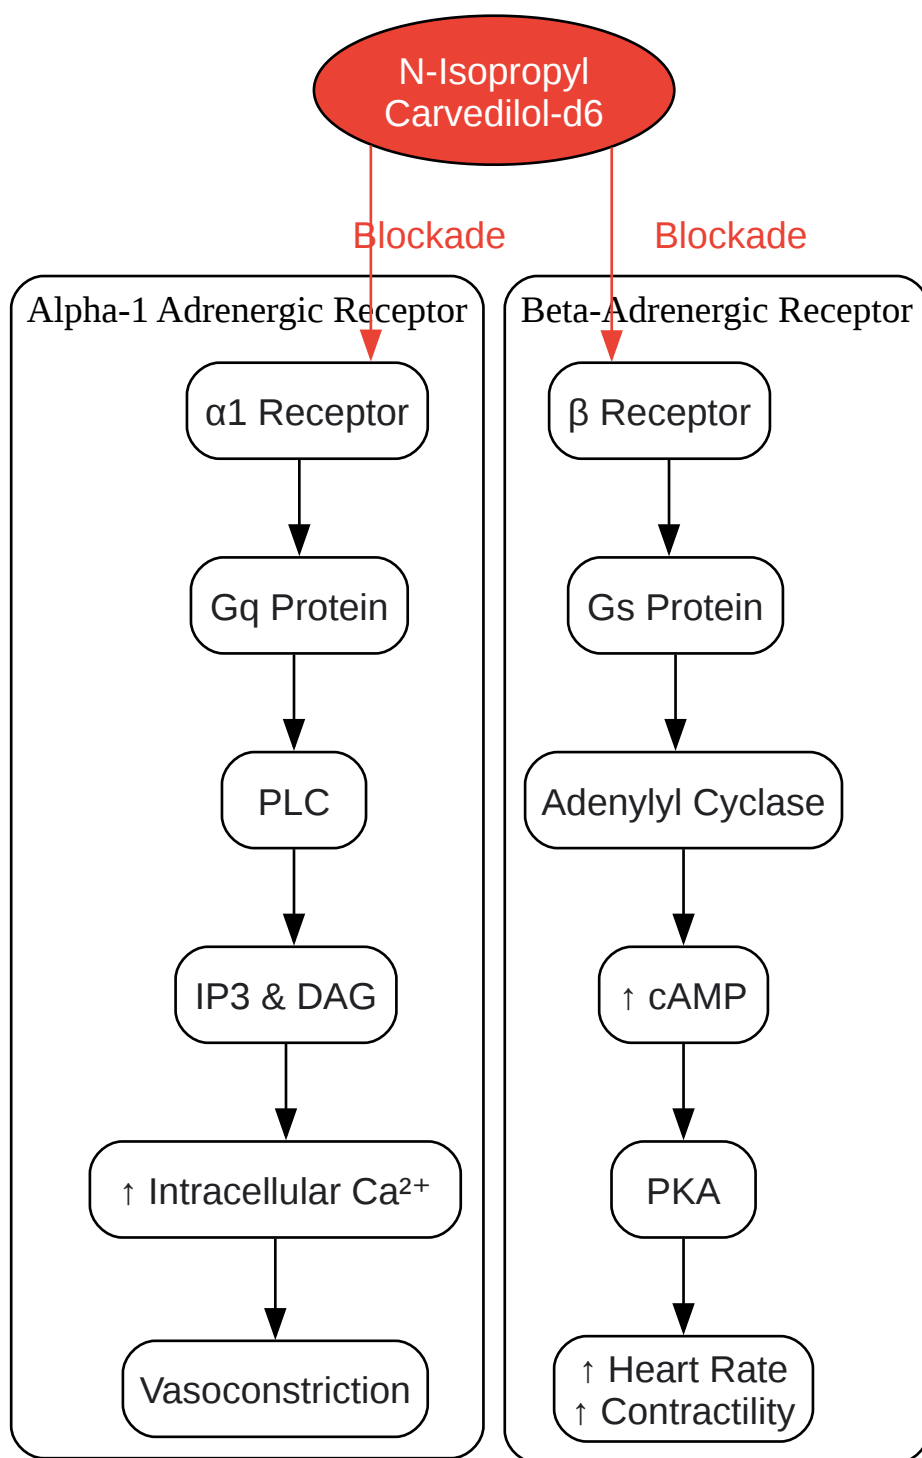 N-Isopropyl
Carvedilol-d6
Blockade
Blockade
Alpha-1 Adrenergic Receptor
α1 Receptor
Gq Protein
PLC
IP3 & DAG
↑ Intracellular Ca²⁺
Vasoconstriction
Beta-Adrenergic Receptor
β Receptor
Gs Protein
Adenylyl Cyclase
↑ cAMP
PKA
↑ Heart Rate
↑ Contractility